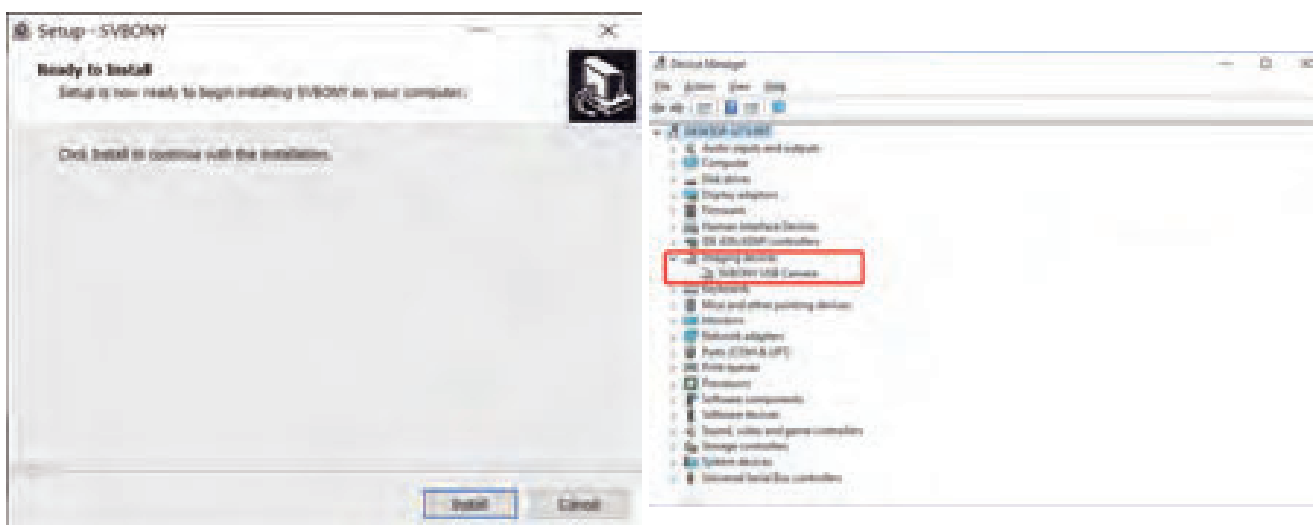 Setup - SVBONY
Ready to Install
Setup is now ready to begin installing SVBONY on your computer.
Click Install to continue with the installation.
Install
Cancel
Device Manager
File Action View Help
Audio inputs and outputs
Computer
Disk drives
Display adapters
Firmware
Human Interface Devices
IDE ATA/ATAPI controllers
Imaging devices
SVBONY USB Camera
Keyboards
Mice and other pointing devices
Monitors
Network adapters
Ports (COM & LPT)
Print queues
Processors
Software components
Software devices
Sound, video and game controllers
Storage controllers
System devices
Universal Serial Bus controllers